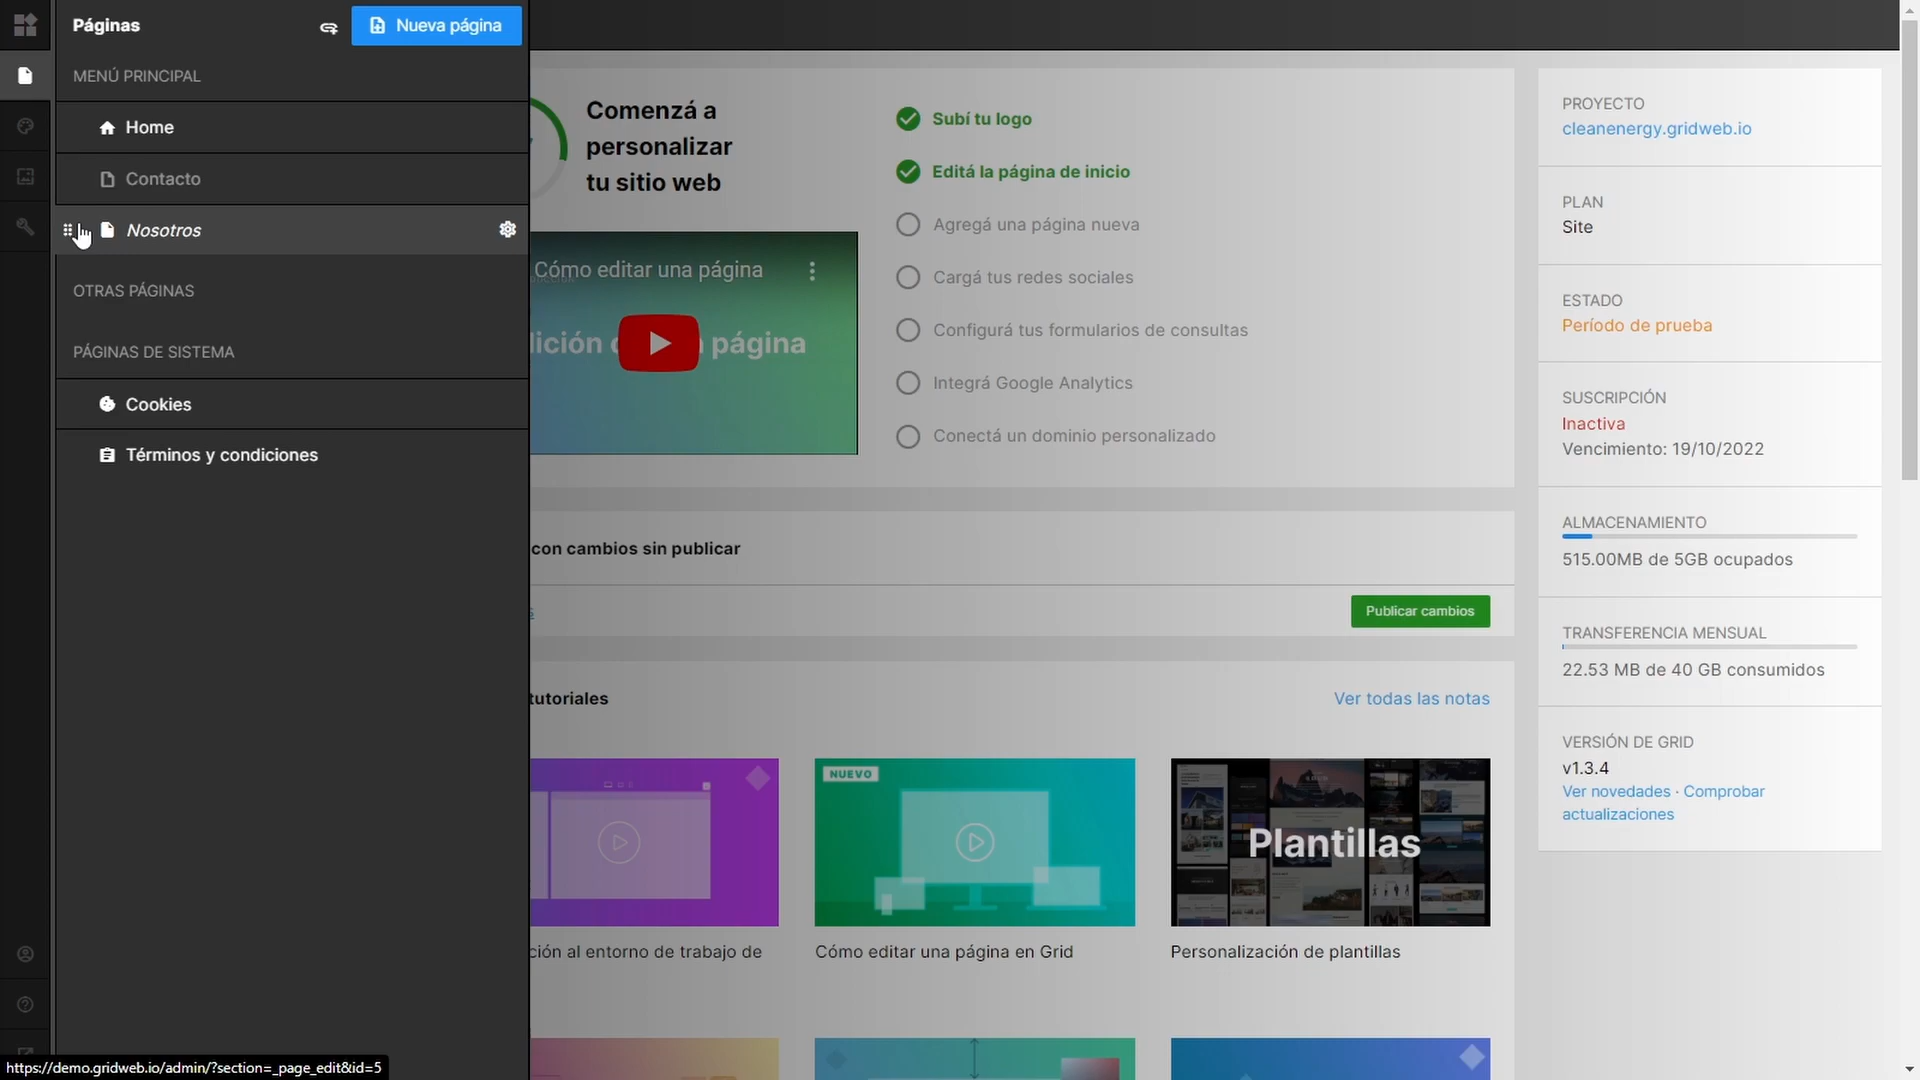 Páginas
Nueva página
MENÚ PRINCIPAL
Home
Contacto
Nosotros
OTRAS PÁGINAS
PÁGINAS DE SISTEMA
Cookies
Términos y condiciones
Comenzá a
personalizar
tu sitio web
Cómo editar una página
página
Subí tu logo
Editá la página de inicio
Agregá una página nueva
Cargá tus redes sociales
Configurá tus formularios de consultas
Integrá Google Analytics
Conectá un dominio personalizado
con cambios sin publicar
Publicar cambios
tutoriales
Ver todas las notas
NUEVO
Plantillas
ción al entorno de trabajo de
Cómo editar una página en Grid
Personalización de plantillas
PROYECTO
cleanenergy.gridweb.io
PLAN
Site
ESTADO
Período de prueba
SUSCRIPCIÓN
Inactiva
Vencimiento: 19/10/2022
ALMACENAMIENTO
515.00MB de 5GB ocupados
TRANSFERENCIA MENSUAL
22.53 MB de 40 GB consumidos
VERSIÓN DE GRID
v1.3.4
Ver novedades · Comprobar
actualizaciones
https://demo.gridweb.io/admin/?section=_page_edit&id=5